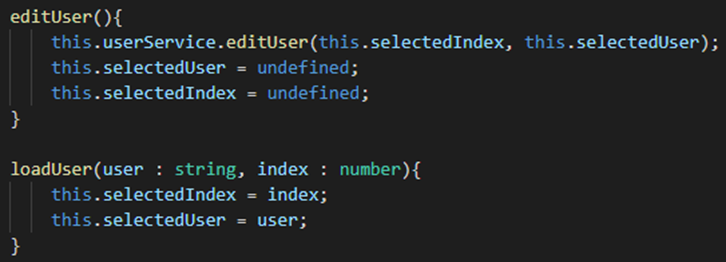 editUser(){
    this.userService.editUser(this.selectedIndex, this.selectedUser);
    this.selectedUser = undefined;
    this.selectedIndex = undefined;
}

loadUser(user : string, index : number){
    this.selectedIndex = index;
    this.selectedUser = user;
}